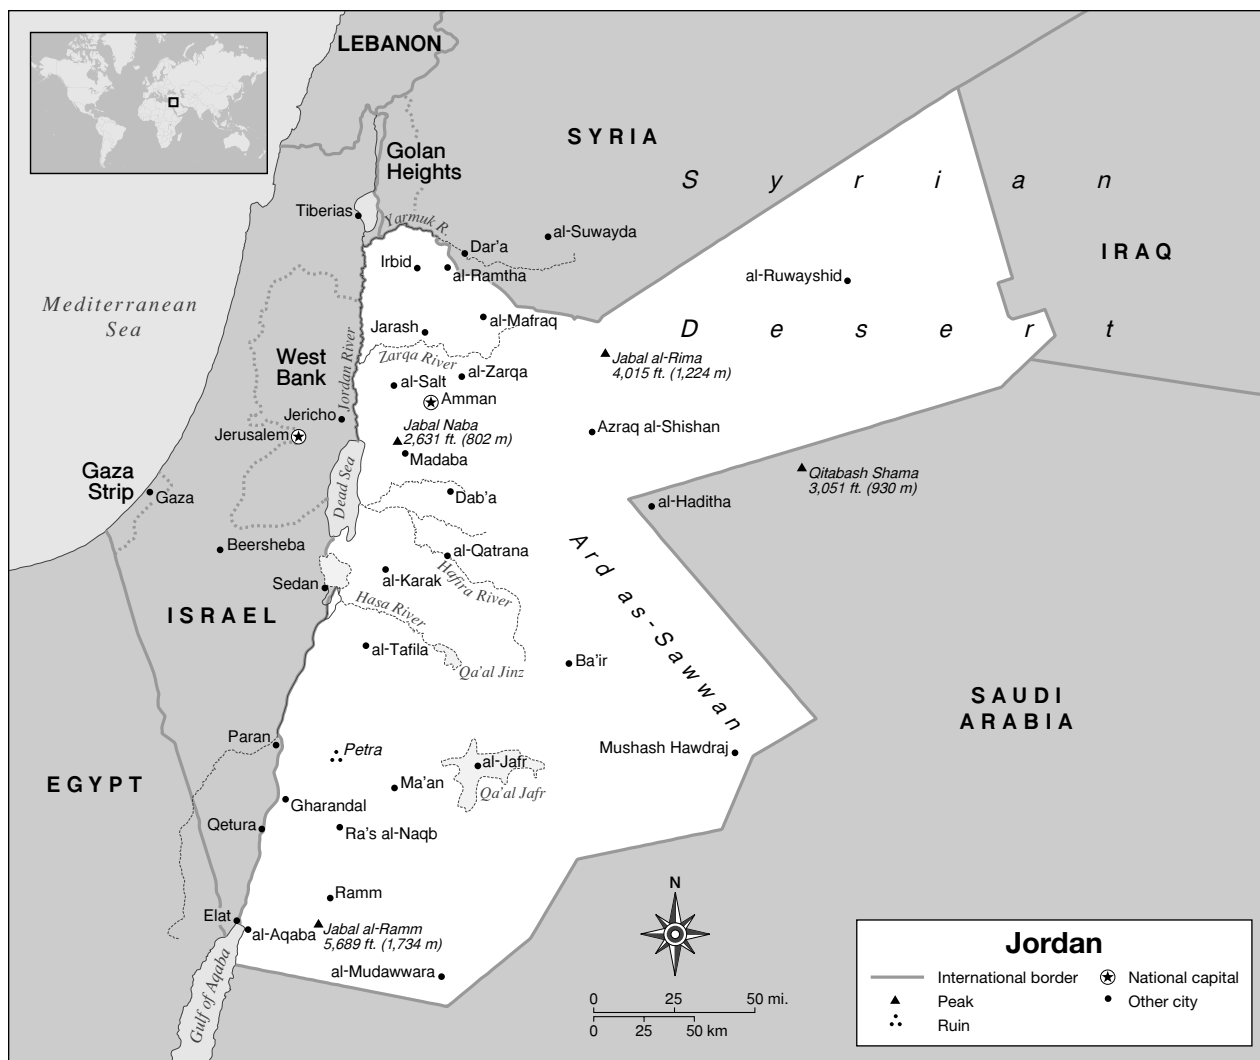 LEBANON
SYRIA
Golan
Heights
Syrian
Tiberias
Yarmuk R.
al-Suwayda
Dar'a
IRAQ
Irbid
al-Ramtha
al-Ruwayshid
Mediterranean
Sea
al-Mafraq
Jarash
Desert
West
Bank
Jordan River
Zarqa River
Jabal al-Rima
4,015 ft. (1,224 m)
al-Salt
al-Zarqa
Amman
Jericho
Jabal Naba
2,631 ft. (802 m)
Jerusalem
Azraq al-Shishan
Madaba
Gaza
Strip
Gaza
Dead Sea
Qitabash Shama
3,051 ft. (930 m)
Dab'a
al-Haditha
Beersheba
al-Qatrana
Ard as-Sawwan
Sedan
al-Karak
Hafira River
Hasa River
ISRAEL
al-Tafila
Qa'al Jinz
Ba'ir
SAUDI
ARABIA
Paran
Petra
Mushash Hawdraj
al-Jafr
EGYPT
Ma'an
Qa'al Jafr
Gharandal
Qetura
Ra's al-Naqb
Ramm
N
Elat
al-Aqaba
Jabal al-Ramm
5,689 ft. (1,734 m)
al-Mudawwara
Gulf of Aqaba
0 25 50 mi.
0 25 50 km
Jordan
International border
National capital
Peak
Other city
Ruin